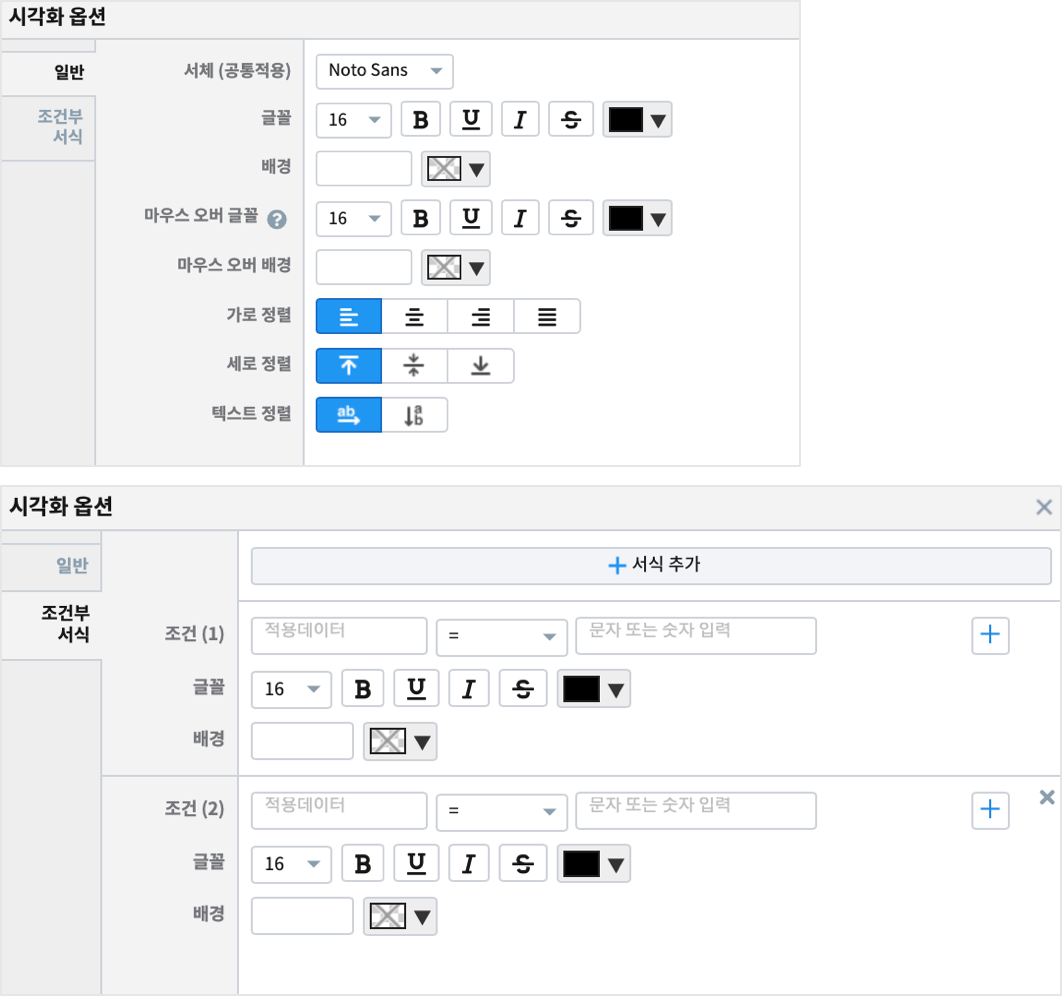 시각화 옵션
일반
조건부
서식
서체 (공통적용)
Noto Sans
글꼴
16
B U I S
배경
마우스 오버 글꼴 ?
16
B U I S
마우스 오버 배경
가로 정렬
세로 정렬
텍스트 정렬
ab
ab
시각화 옵션
일반
조건부
서식
+ 서식 추가
조건 (1)
적용데이터
=
문자 또는 숫자 입력
+
글꼴
16
B U I S
배경
조건 (2)
적용데이터
=
문자 또는 숫자 입력
+
글꼴
16
B U I S
배경